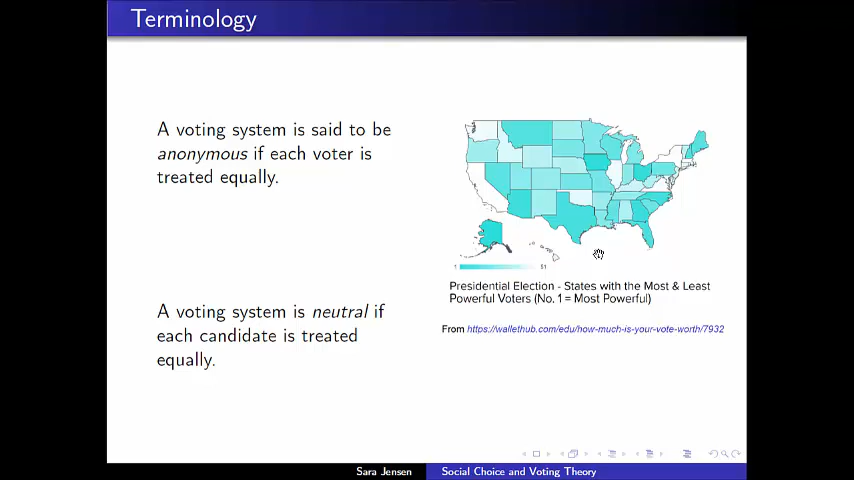 Terminology
A voting system is said to be
anonymous if each voter is
treated equally.
1 51
Presidential Election - States with the Most & Least
Powerful Voters (No. 1 = Most Powerful)
From https://wallethub.com/edu/how-much-is-your-vote-worth/7932
A voting system is neutral if
each candidate is treated
equally.
Sara Jensen Social Choice and Voting Theory